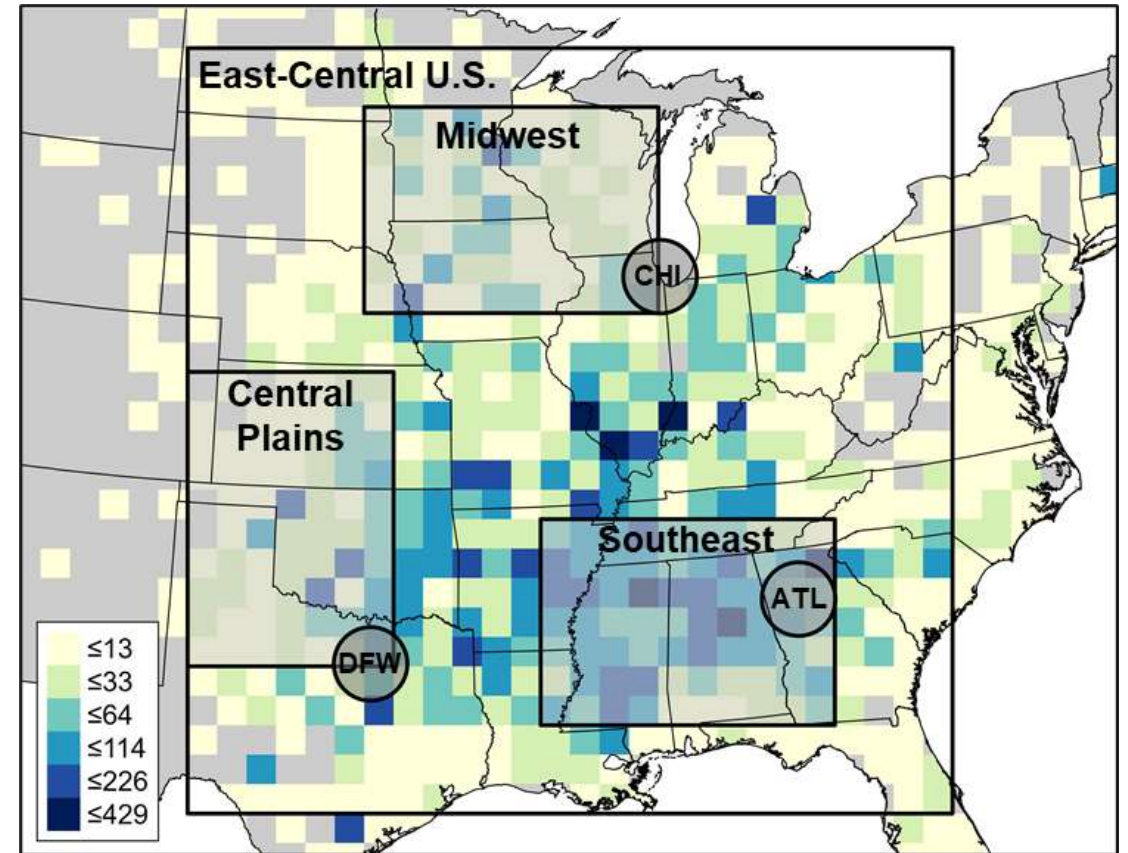 East-Central U.S.
Midwest
CHI
Central
Plains
Southeast
ATL
DFW
≤13
≤33
≤64
≤114
≤226
≤429